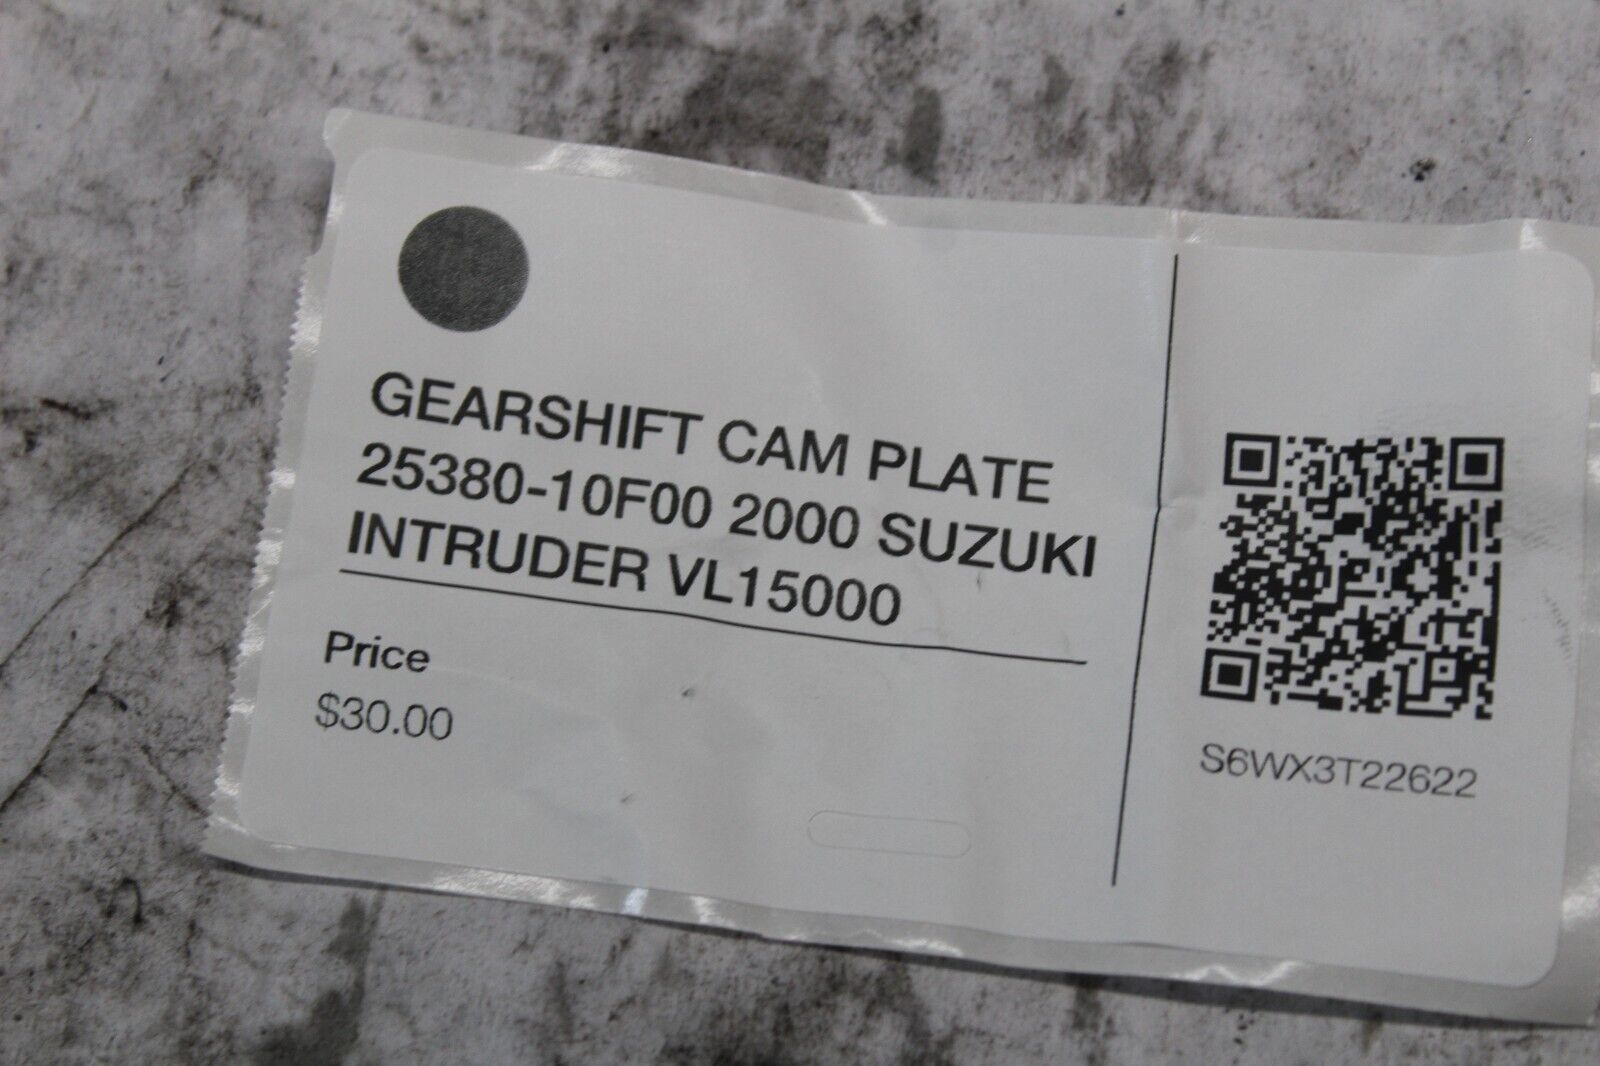 GEARSHIFT CAM PLATE
25380-10F00 2000 SUZUKI
INTRUDER VL15000
Price
$30.00
S6WX3T22622